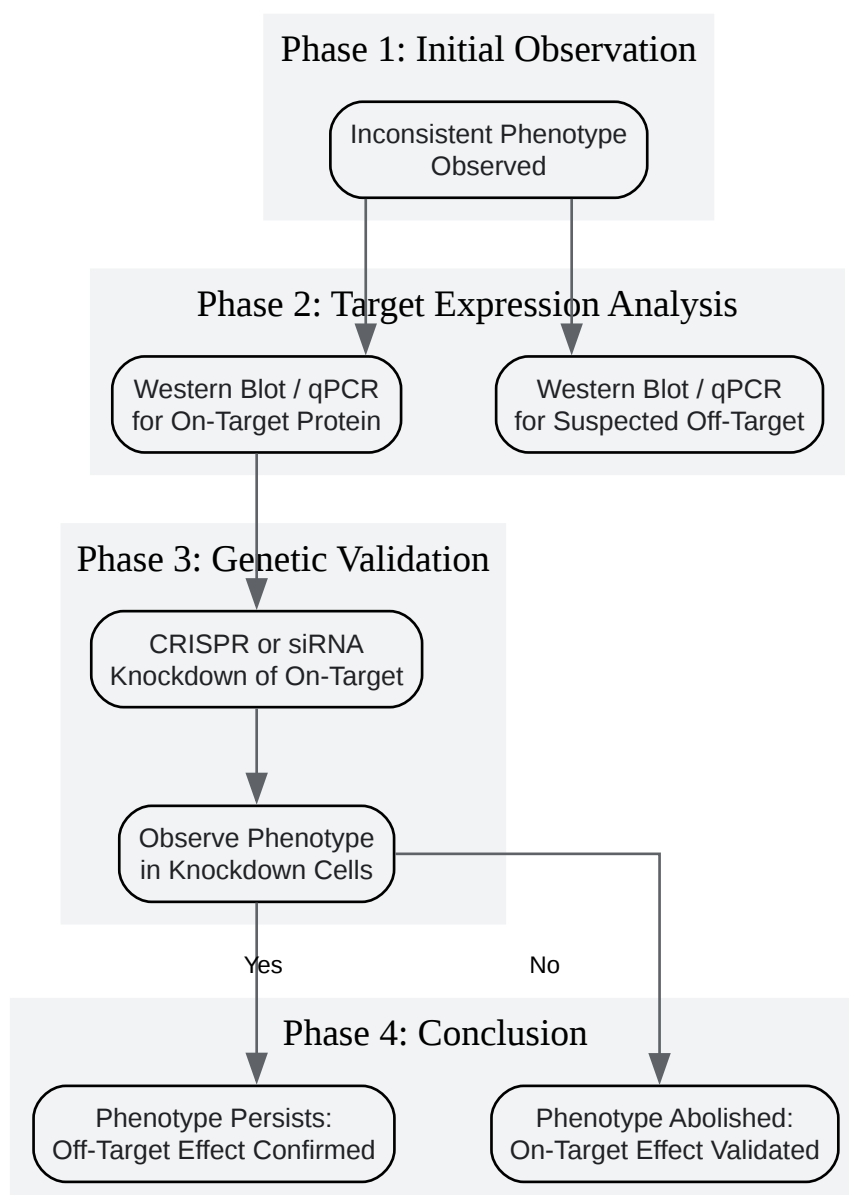 Phase 1: Initial Observation
Inconsistent Phenotype
Observed
Phase 2: Target Expression Analysis
Western Blot / qPCR
for On-Target Protein
Western Blot / qPCR
for Suspected Off-Target
Phase 3: Genetic Validation
CRISPR or siRNA
Knockdown of On-Target
Observe Phenotype
in Knockdown Cells
Yes
No
Phase 4: Conclusion
Phenotype Persists:
Off-Target Effect Confirmed
Phenotype Abolished:
On-Target Effect Validated